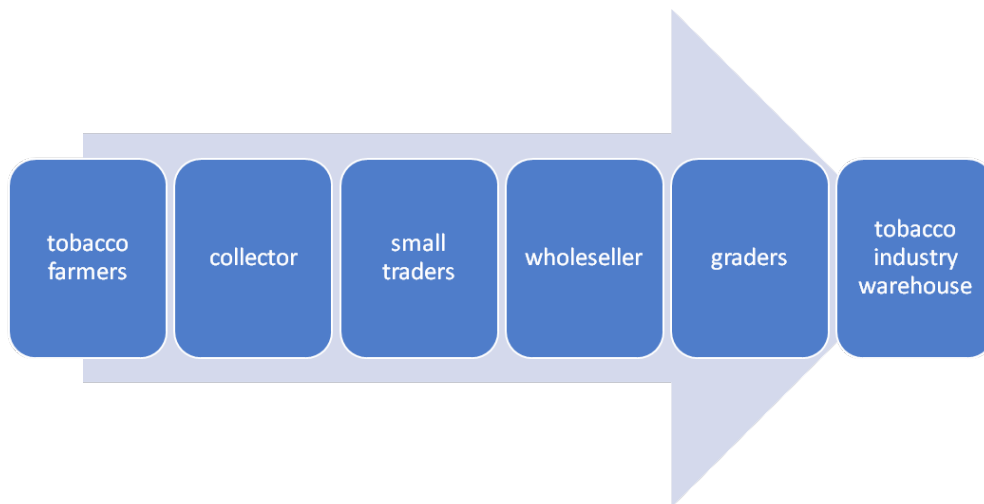 tobacco
farmers
collector
small
traders
wholeseller
graders
tobacco
industry
warehouse